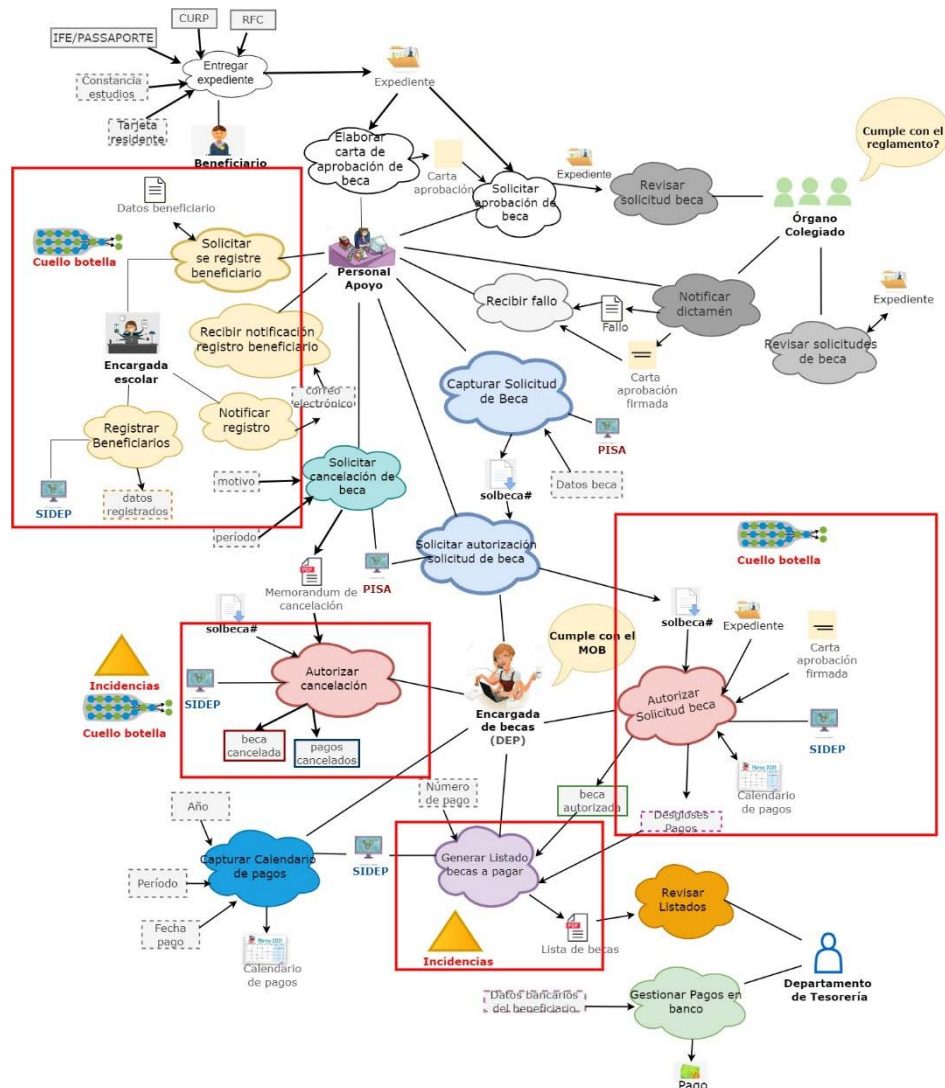 CURP
RFC
IFE/PASSAPORTE
Entregar
expediente
Constancia
estudios
Tarjeta
residente
Beneficiario
Expediente
Elaborar
carta de
aprobación de
beca
Carta
aprobación
Solicitar
aprobación de
beca
Expediente
Revisar
solicitud beca
Cumple con el
reglamento?
Órgano
Colegiado
Datos beneficiario
Cuello botella
Solicitar
se registre
beneficiario
Personal
Apoyo
Recibir fallo
Fallo
Notificar
dictamén
Expediente
Revisar solicitudes
de beca
Carta
aprobación
firmada
Encargada
escolar
Recibir notificación
registro beneficiario
correo
electrónico
Registrar
Beneficiarios
Notificar
registro
SIDEP
datos
registrados
Capturar Solicitud
de Beca
PISA
Datos beca
solbeca#
motivo
Solicitar
cancelación de
beca
período
Solicitar autorización
solicitud de beca
PDF
PISA
Memorandum de
cancelación
Cuello botella
solbeca#
Expediente
Carta
aprobación
firmada
Autorizar
Solicitud beca
SIDEP
Calendario
de pagos
Desgloses
Pagos
beca
autorizada
Cumple con el
MOB
Encargada
de becas
(DEP)
solbeca#
Incidencias
Cuello botella
SIDEP
Autorizar
cancelación
beca
cancelada
pagos
cancelados
Número
de pago
Año
Capturar Calendario
de pagos
Período
Fecha
pago
Calendario
de pagos
SIDEP
Generar Listado
becas a pagar
Incidencias
PDF
Lista de becas
Revisar
Listados
Departamento
de Tesorería
Datos bancarios
del beneficiario
Gestionar Pagos en
banco
Pago